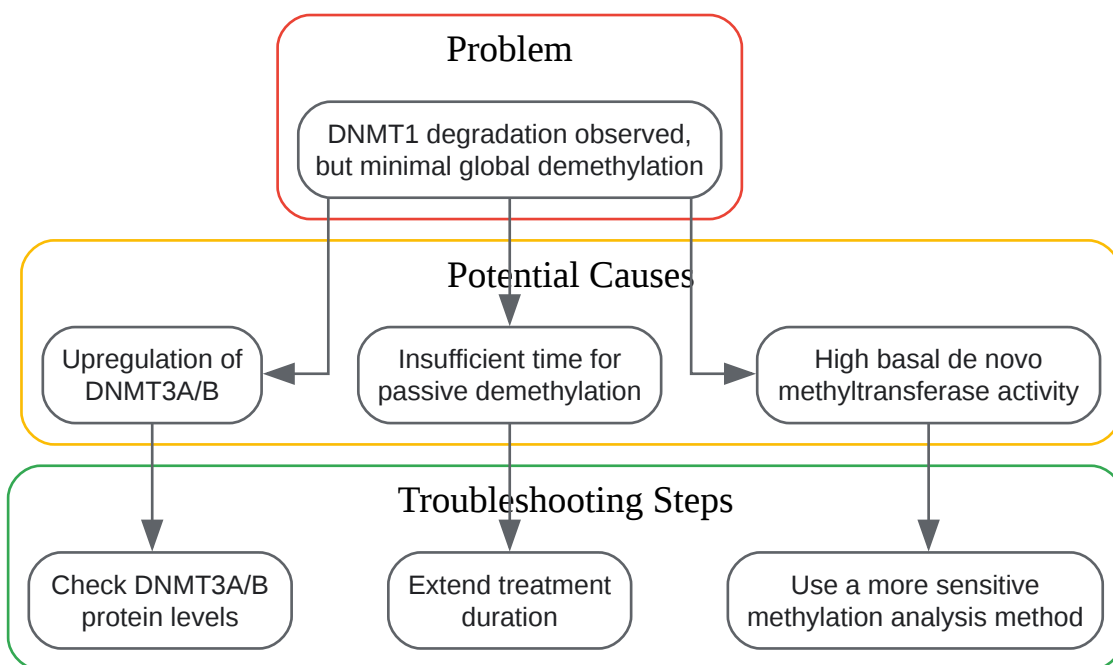 Problem
DNMT1 degradation observed,
but minimal global demethylation
Potential Causes
Upregulation of
DNMT3A/B
Insufficient time for
passive demethylation
High basal de novo
methyltransferase activity
Troubleshooting Steps
Check DNMT3A/B
protein levels
Extend treatment
duration
Use a more sensitive
methylation analysis method